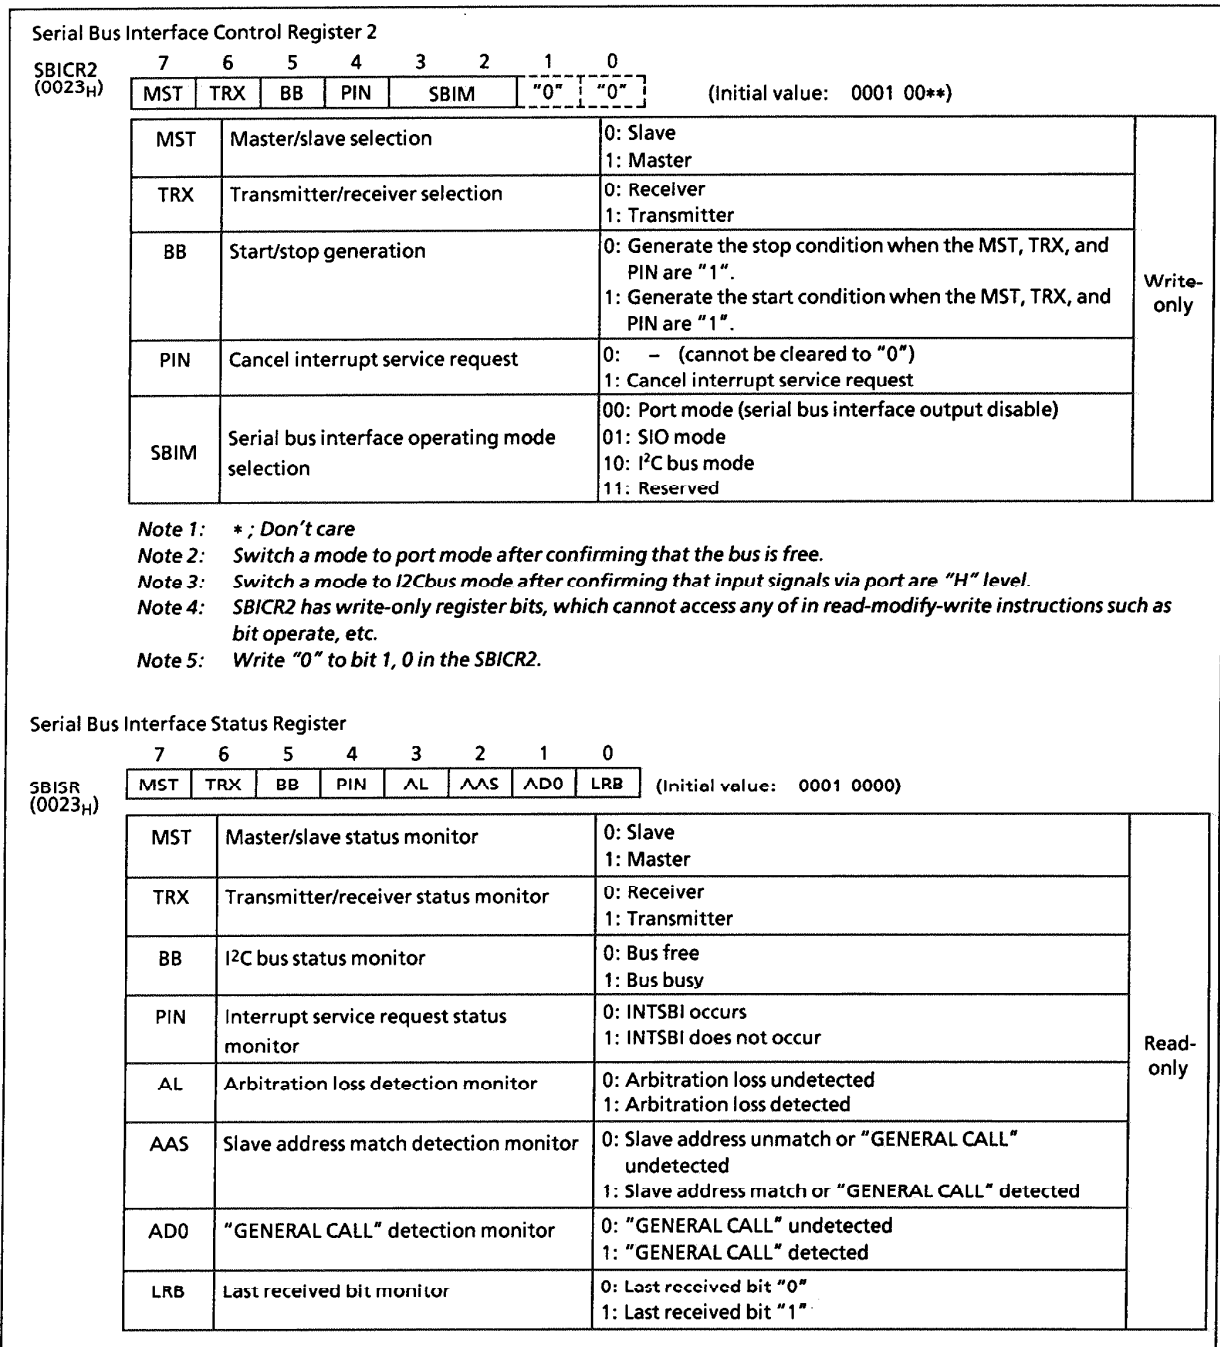 Serial Bus Interface Control Register 2
7 6 5 4 3 2 1 0
SBICR2
(0023H)
MST TRX BB PIN SBIM "0" "0" (Initial value: 0001 00**)
MST Master/slave selection 0: Slave
1: Master
TRX Transmitter/receiver selection 0: Receiver
1: Transmitter
BB Start/stop generation 0: Generate the stop condition when the MST, TRX, and
PIN are "1".
1: Generate the start condition when the MST, TRX, and
PIN are "1".
Write-
only
PIN Cancel interrupt service request 0: – (cannot be cleared to "0")
1: Cancel interrupt service request
SBIM Serial bus interface operating mode
selection
00: Port mode (serial bus interface output disable)
01: SIO mode
10: I²C bus mode
11: Reserved
Note 1: * ; Don't care
Note 2: Switch a mode to port mode after confirming that the bus is free.
Note 3: Switch a mode to I2Cbus mode after confirming that input signals via port are "H" level.
Note 4: SBICR2 has write-only register bits, which cannot access any of in read-modify-write instructions such as
bit operate, etc.
Note 5: Write "0" to bit 1, 0 in the SBICR2.
Serial Bus Interface Status Register
7 6 5 4 3 2 1 0
SBISR
(0023H)
MST TRX BB PIN AL AAS AD0 LRB (Initial value: 0001 0000)
MST Master/slave status monitor 0: Slave
1: Master
TRX Transmitter/receiver status monitor 0: Receiver
1: Transmitter
BB I²C bus status monitor 0: Bus free
1: Bus busy
PIN Interrupt service request status
monitor
0: INTSBI occurs
1: INTSBI does not occur
Read-
only
AL Arbitration loss detection monitor 0: Arbitration loss undetected
1: Arbitration loss detected
AAS Slave address match detection monitor 0: Slave address unmatch or "GENERAL CALL"
undetected
1: Slave address match or "GENERAL CALL" detected
AD0 "GENERAL CALL" detection monitor 0: "GENERAL CALL" undetected
1: "GENERAL CALL" detected
LRB Last received bit monitor 0: Last received bit "0"
1: Last received bit "1"